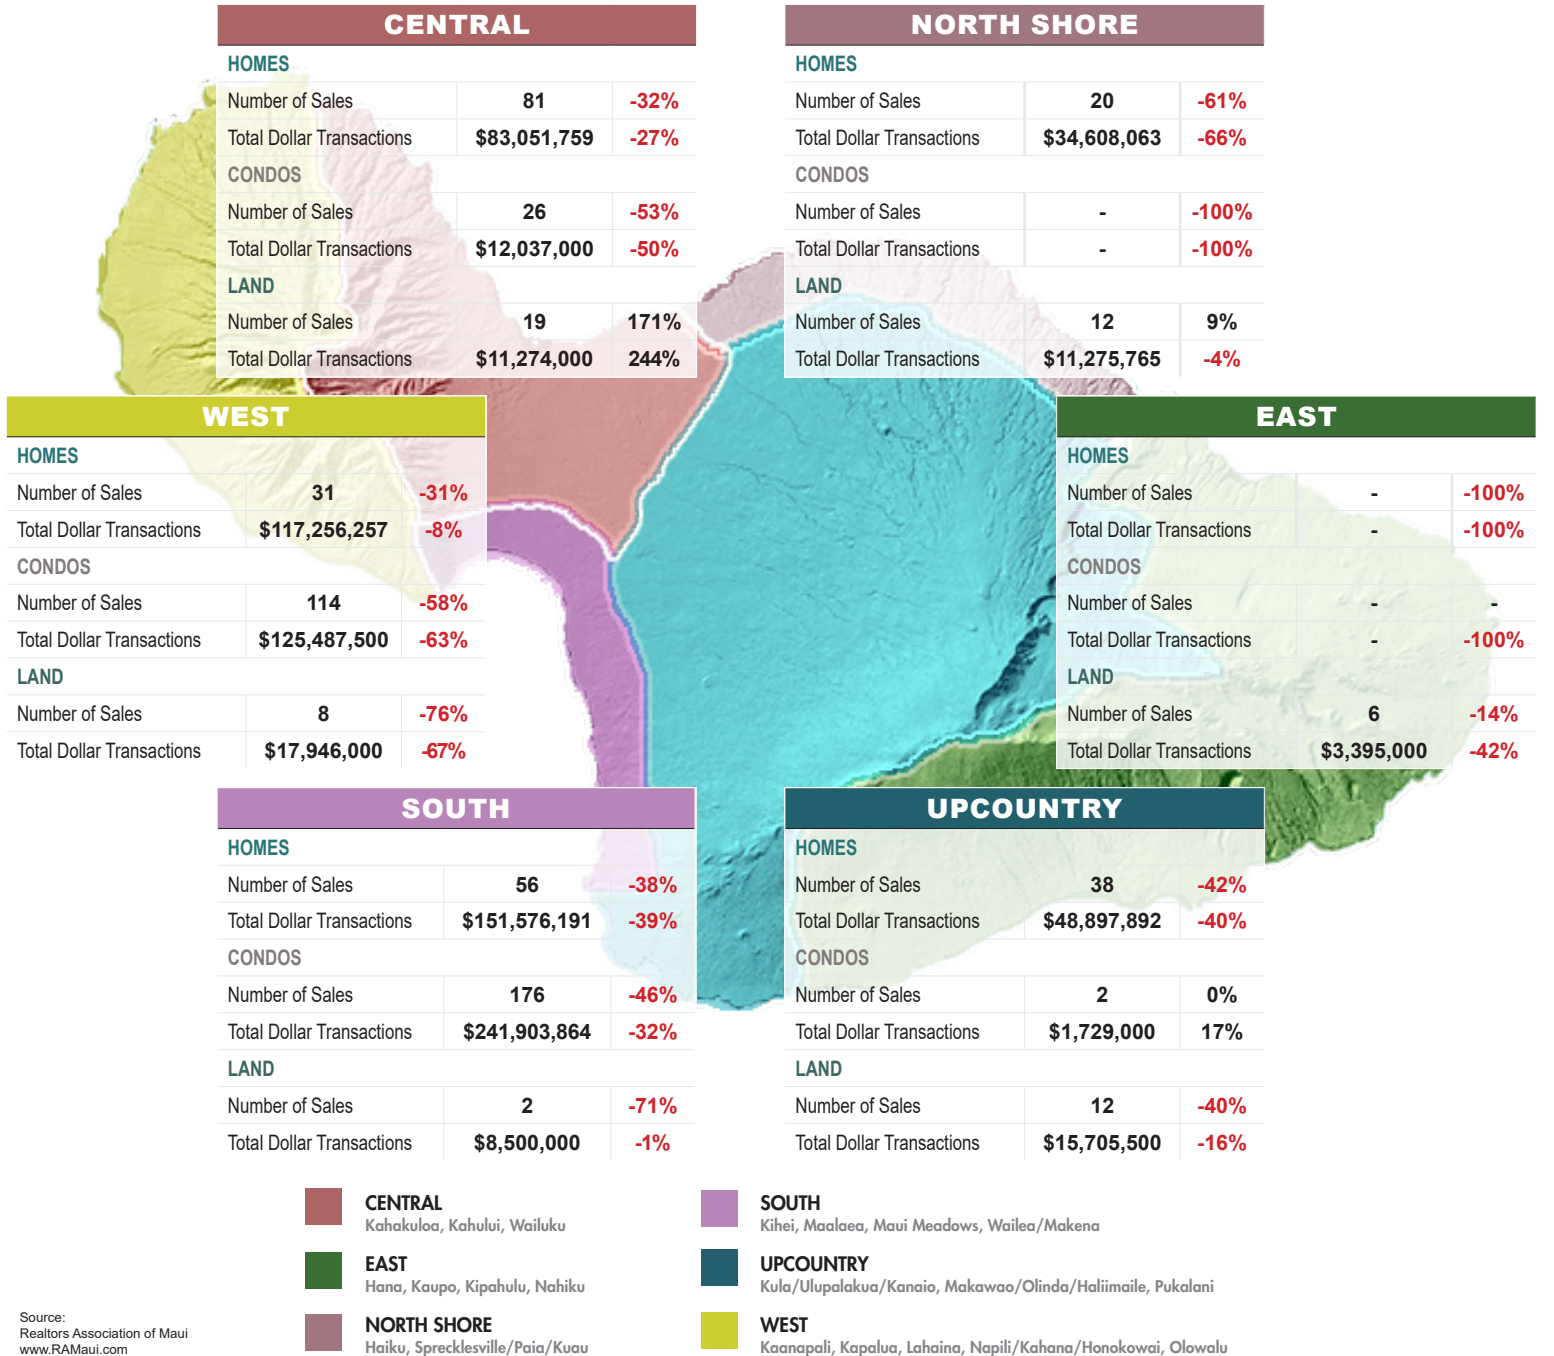 CENTRAL
HOMES
Number of Sales 81 -32%
Total Dollar Transactions $83,051,759 -27%
CONDOS
Number of Sales 26 -53%
Total Dollar Transactions $12,037,000 -50%
LAND
Number of Sales 19 171%
Total Dollar Transactions $11,274,000 244%
NORTH SHORE
HOMES
Number of Sales 20 -61%
Total Dollar Transactions $34,608,063 -66%
CONDOS
Number of Sales - -100%
Total Dollar Transactions - -100%
LAND
Number of Sales 12 9%
Total Dollar Transactions $11,275,765 -4%
WEST
HOMES
Number of Sales 31 -31%
Total Dollar Transactions $117,256,257 -8%
CONDOS
Number of Sales 114 -58%
Total Dollar Transactions $125,487,500 -63%
LAND
Number of Sales 8 -76%
Total Dollar Transactions $17,946,000 -67%
EAST
HOMES
Number of Sales - -100%
Total Dollar Transactions - -100%
CONDOS
Number of Sales - -
Total Dollar Transactions - -100%
LAND
Number of Sales 6 -14%
Total Dollar Transactions $3,395,000 -42%
SOUTH
HOMES
Number of Sales 56 -38%
Total Dollar Transactions $151,576,191 -39%
CONDOS
Number of Sales 176 -46%
Total Dollar Transactions $241,903,864 -32%
LAND
Number of Sales 2 -71%
Total Dollar Transactions $8,500,000 -1%
UPCOUNTRY
HOMES
Number of Sales 38 -42%
Total Dollar Transactions $48,897,892 -40%
CONDOS
Number of Sales 2 0%
Total Dollar Transactions $1,729,000 17%
LAND
Number of Sales 12 -40%
Total Dollar Transactions $15,705,500 -16%
CENTRAL
Kahakuloa, Kahului, Wailuku
EAST
Hana, Kaupo, Kipahulu, Nahiku
NORTH SHORE
Haiku, Sprecklesville/Paia/Kuau
SOUTH
Kihei, Maalaea, Maui Meadows, Wailea/Makena
UPCOUNTRY
Kula/Ulupalakua/Kanaio, Makawao/Olinda/Haliimaile, Pukalani
WEST
Kaanapali, Kapalua, Lahaina, Napili/Kahana/Honokowai, Olowalu
Source:
Realtors Association of Maui
www.RAMaui.com